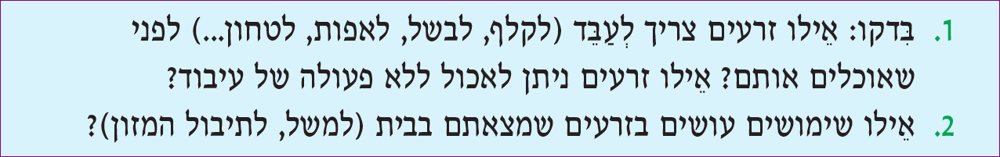 1. בִּדקו: אֵילו זרעים צריך לְעַבֵּד (לקלף, לבשל, לאפות, לטחון...) לפני
שאוכלים אותם? אֵילו זרעים ניתן לאכול ללא פעולה של עיבוד?
2. אֵילו שימושים עושים בזרעים שמצאתם בבית (למשל, לתיבול המזון)?